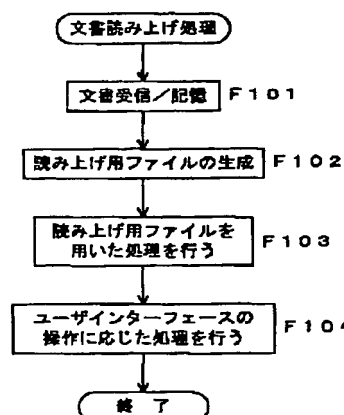 文書読み上げ処理
文書受信／記憶 F101
読み上げ用ファイルの生成 F102
読み上げ用ファイルを
用いた処理を行う F103
ユーザインターフェースの
操作に応じた処理を行う F104
終了